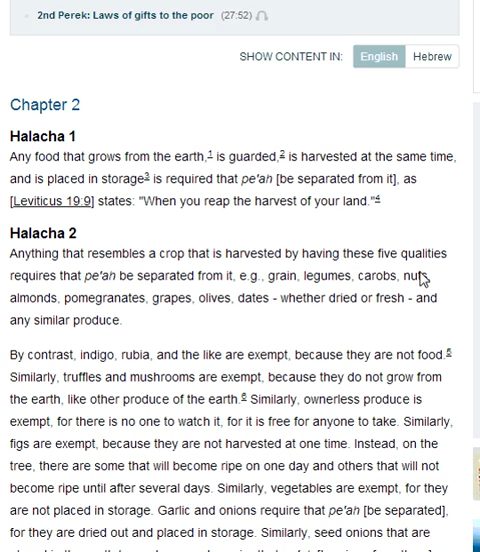 2nd Perek: Laws of gifts to the poor (27:52)
SHOW CONTENT IN: English Hebrew
Chapter 2
Halacha 1
Any food that grows from the earth,1 is guarded,2 is harvested at the same time,
and is placed in storage3 is required that pe'ah [be separated from it], as
[Leviticus 19:9] states: "When you reap the harvest of your land."4
Halacha 2
Anything that resembles a crop that is harvested by having these five qualities
requires that pe'ah be separated from it, e.g., grain, legumes, carobs, nuts,
almonds, pomegranates, grapes, olives, dates - whether dried or fresh - and
any similar produce.
By contrast, indigo, rubia, and the like are exempt, because they are not food.5
Similarly, truffles and mushrooms are exempt, because they do not grow from
the earth, like other produce of the earth.6 Similarly, ownerless produce is
exempt, for there is no one to watch it, for it is free for anyone to take. Similarly,
figs are exempt, because they are not harvested at one time. Instead, on the
tree, there are some that will become ripe on one day and others that will not
become ripe until after several days. Similarly, vegetables are exempt, for they
are not placed in storage. Garlic and onions require that pe'ah [be separated],
for they are dried out and placed in storage. Similarly, seed onions that are